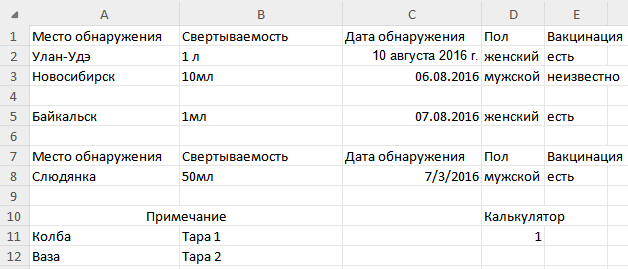 A B C D E
1 Место обнаружения Свертываемость Дата обнаружения Пол Вакцинация
2 Улан-Удэ 1 л 10 августа 2016 г. женский есть
3 Новосибирск 10мл 06.08.2016 мужской неизвестно
4
5 Байкальск 1мл 07.08.2016 женский есть
6
7 Место обнаружения Свертываемость Дата обнаружения Пол Вакцинация
8 Слюдянка 50мл 7/3/2016 мужской есть
9
10 Примечание Калькулятор
11 Колба Тара 1 1
12 Ваза Тара 2